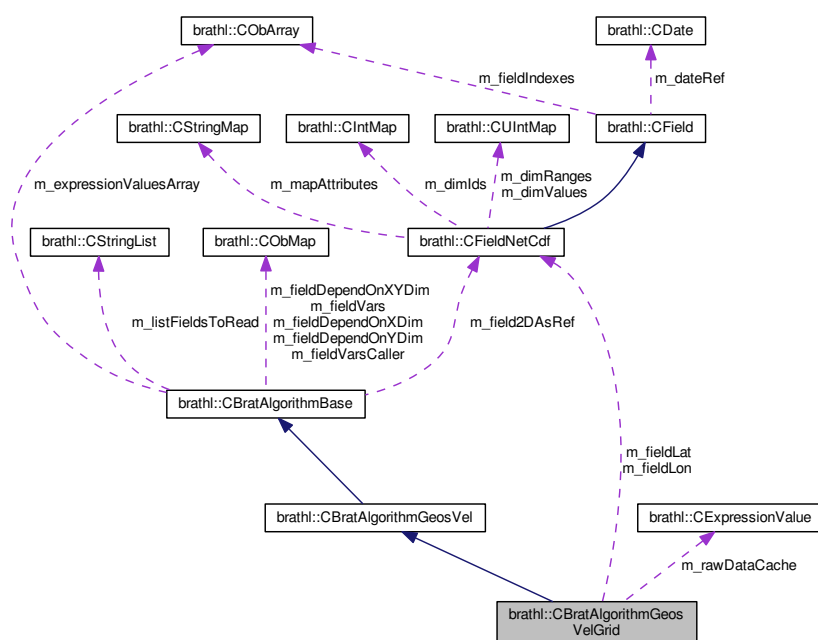 brathl::CObArray
brathl::CDate
m_fieldIndexes
m_dateRef
brathl::CStringMap
brathl::CIntMap
brathl::CUIntMap
brathl::CField
m_expressionValuesArray
m_mapAttributes
m_dimIds
m_dimRanges
m_dimValues
brathl::CStringList
brathl::CObMap
brathl::CFieldNetCdf
m_listFieldsToRead
m_fieldDependOnXYDim
m_fieldVars
m_fieldDependOnXDim
m_fieldDependOnYDim
m_fieldVarsCaller
m_field2DAsRef
brathl::CBratAlgorithmBase
m_fieldLat
m_fieldLon
brathl::CBratAlgorithmGeosVel
brathl::CExpressionValue
m_rawDataCache
brathl::CBratAlgorithmGeos
VelGrid